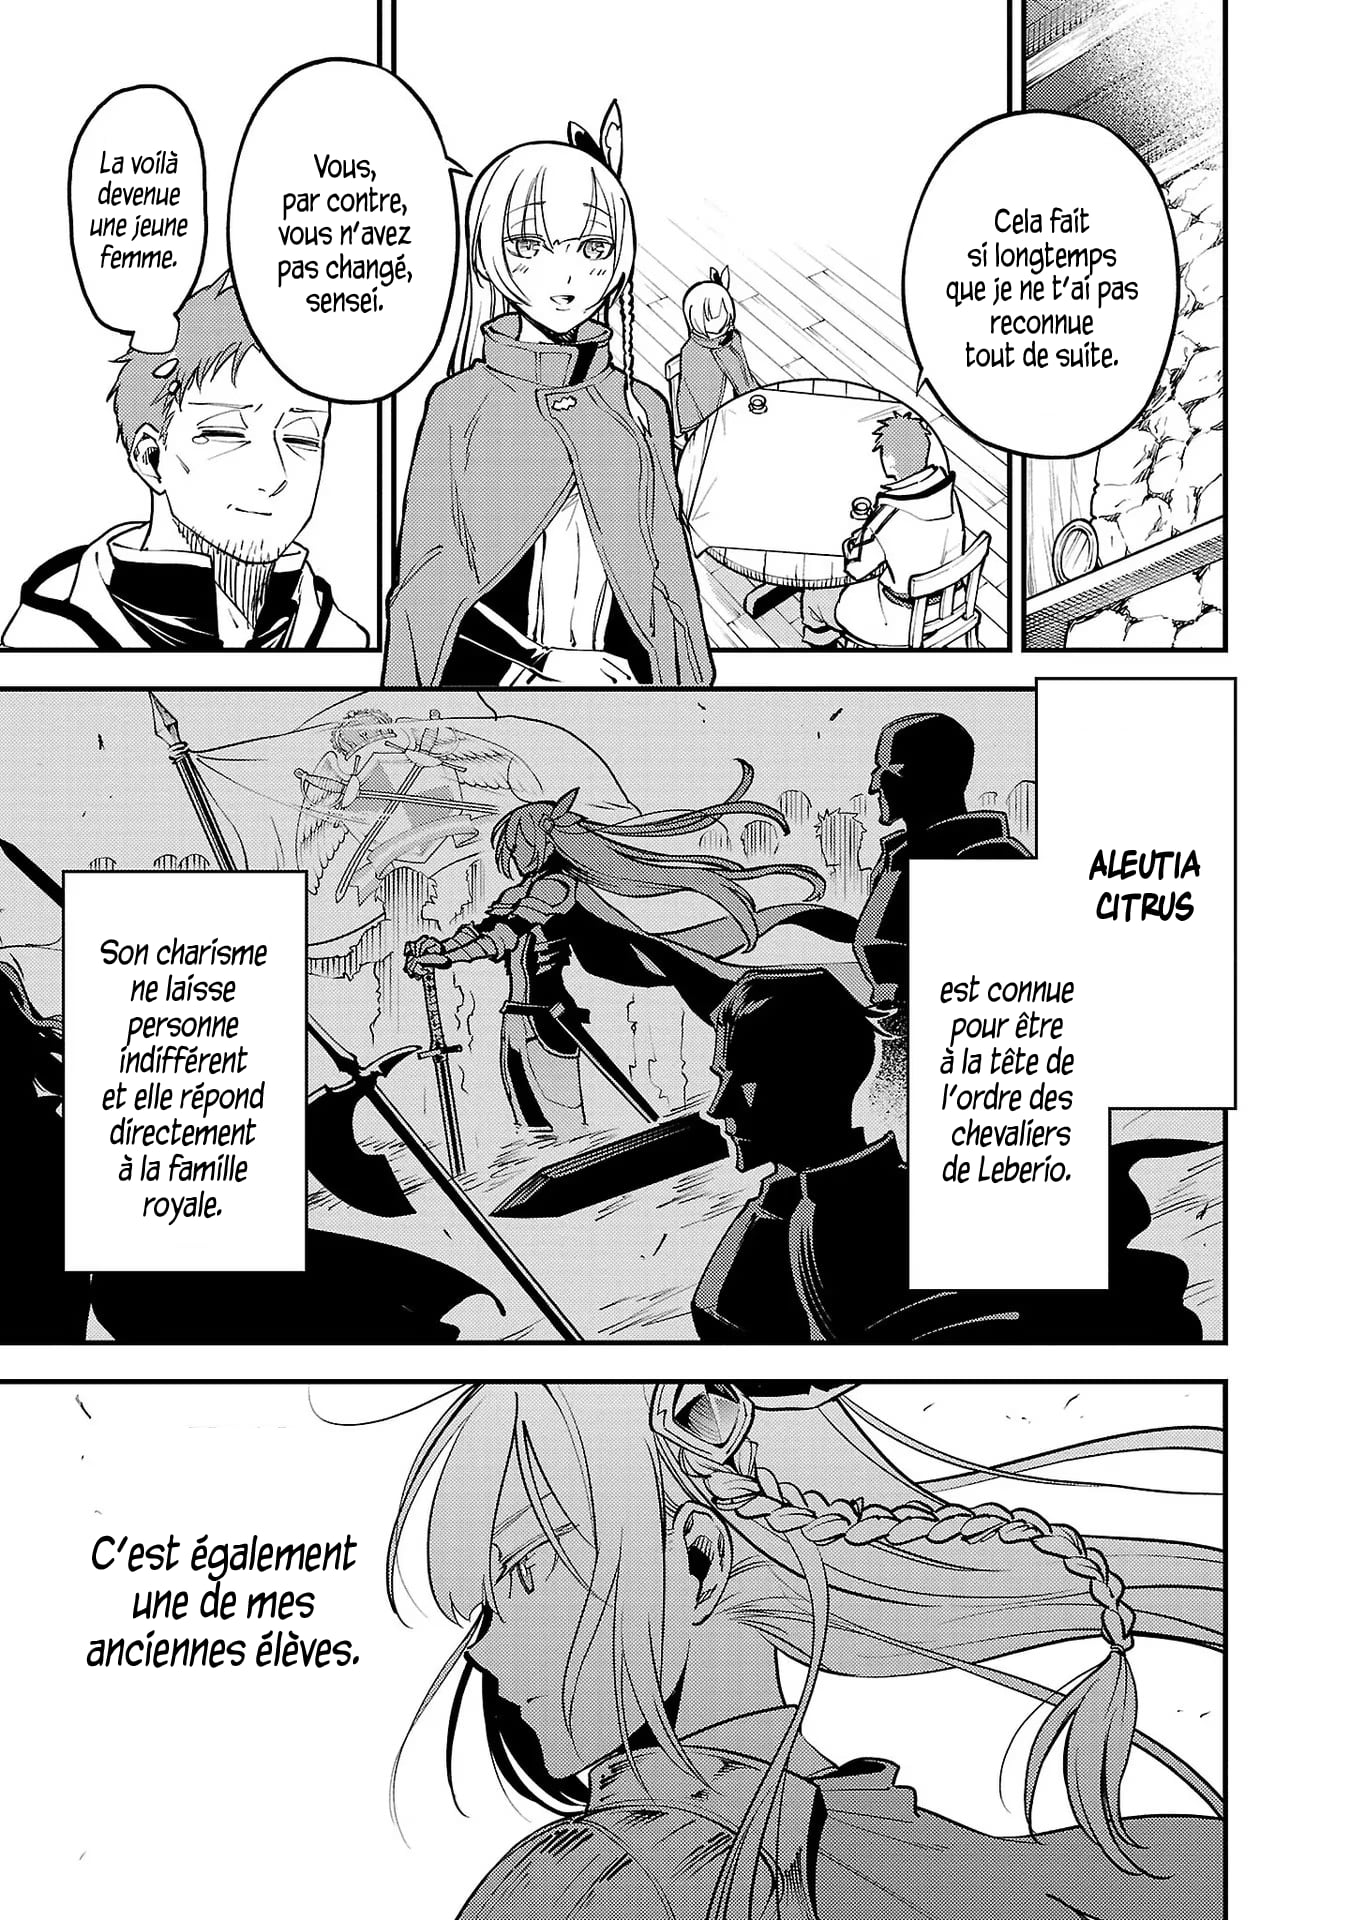 Cela fait
si longtemps
que je ne t'ai pas
reconnue
tout de suite.
Vous,
par contre,
vous n'avez
pas changé,
sensei.
La voilà
devenue
une jeune
femme.
ALEUTIA
CITRUS
est connue
pour être
à la tête de
l'ordre des
chevaliers
de Leberio.
Son charisme
ne laisse
personne
indifférent
et elle répond
directement
à la famille
royale.
C'est également
une de mes
anciennes élèves.